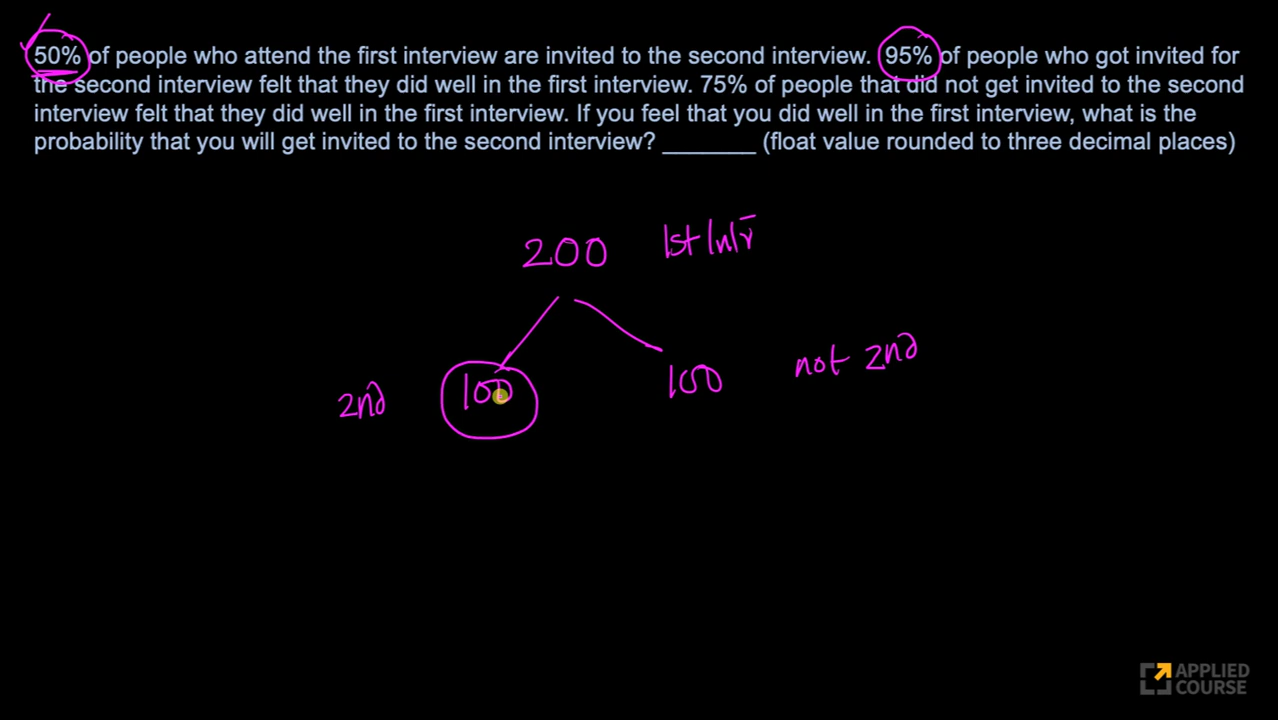 50% of people who attend the first interview are invited to the second interview. 95% of people who got invited for
the second interview felt that they did well in the first interview. 75% of people that did not get invited to the second
interview felt that they did well in the first interview. If you feel that you did well in the first interview, what is the
probability that you will get invited to the second interview? _______ (float value rounded to three decimal places)
200 1st Intr
2nd 100 100 not 2nd
APPLIED
COURSE